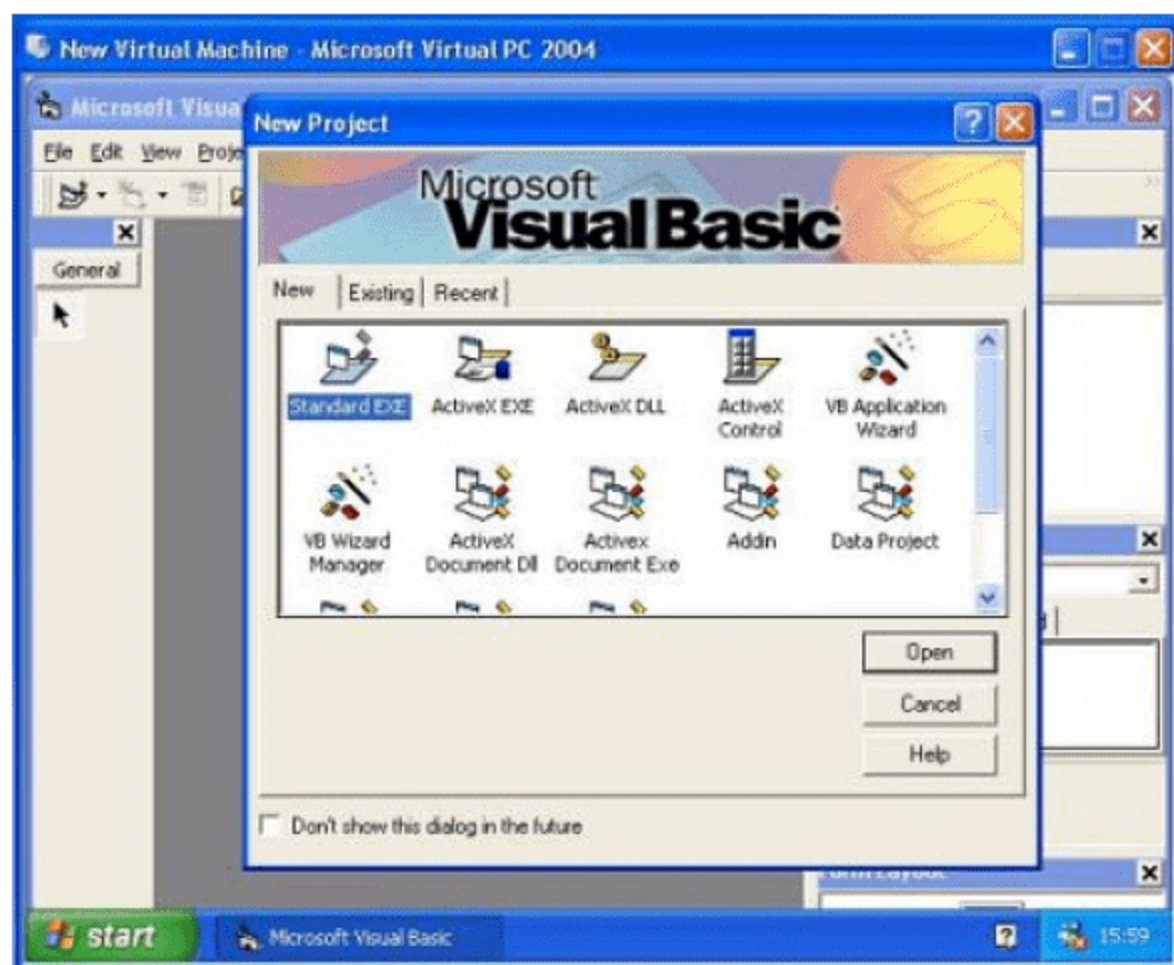 New Virtual Machine - Microsoft Virtual PC 2004
Microsoft Visua
New Project
File Edit View Proje
Microsoft
Visual Basic
General
New Existing Recent
Standard EXE ActiveX EXE ActiveX DLL ActiveX Control VB Application Wizard
VB Wizard Manager ActiveX Document Dll Activex Document Exe Addin Data Project
Open
Cancel
Help
Don't show this dialog in the future
Form Layout
start Microsoft Visual Basic 15:59